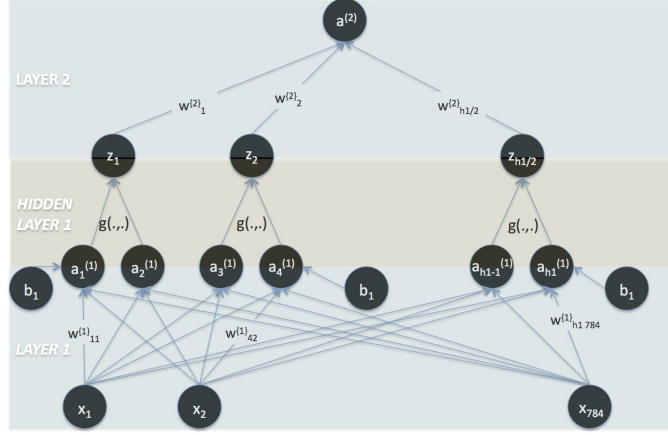 a⁽²⁾
LAYER 2
w⁽²⁾₁
w⁽²⁾₂
w⁽²⁾h1/2
z₁
z₂
zh1/2
HIDDEN
LAYER 1
g(.,.)
g(.,.)
g(.,.)
a₁⁽¹⁾
a₂⁽¹⁾
a₃⁽¹⁾
a₄⁽¹⁾
ah1-1⁽¹⁾
ah1⁽¹⁾
b₁
b₁
b₁
w⁽¹⁾₁₁
w⁽¹⁾₄₂
w⁽¹⁾h1 784
LAYER 1
x₁
x₂
x₇₈₄